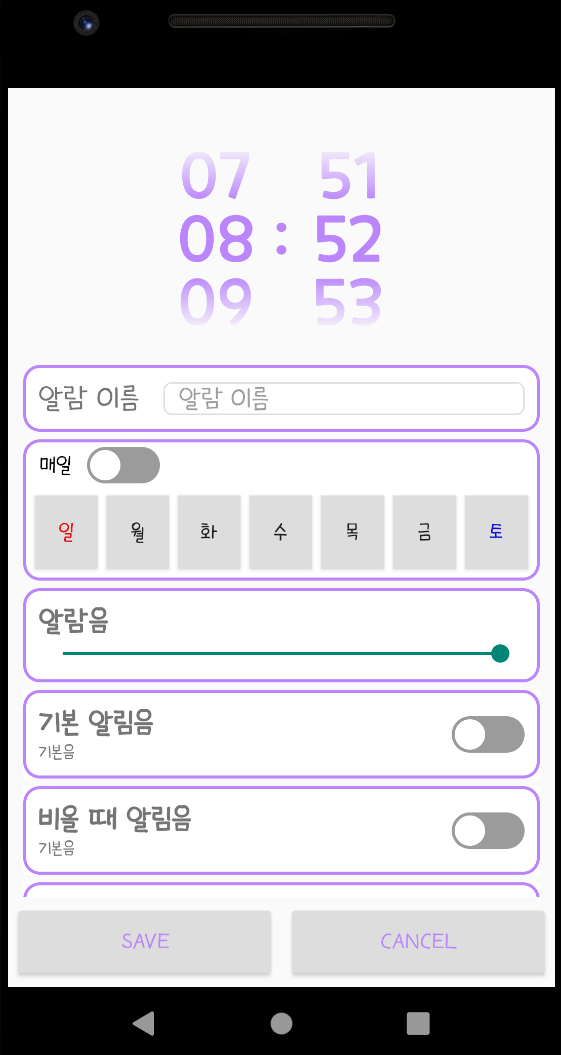 07 51
08 : 52
09 53
알람 이름 알람 이름
매일
일 월 화 수 목 금 토
알람음
기본 알림음
기본음
비올 때 알림음
기본음
SAVE CANCEL